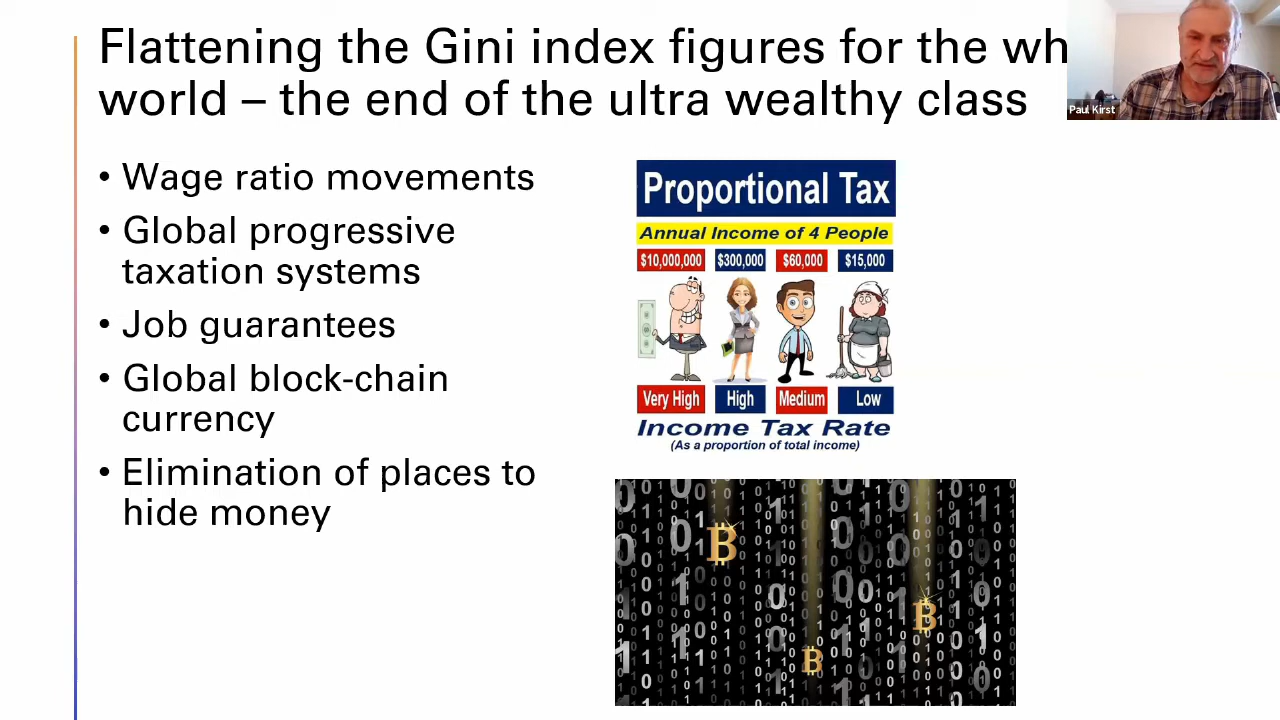 Flattening the Gini index figures for the wh
world – the end of the ultra wealthy class
Paul Kirst
• Wage ratio movements
• Global progressive
taxation systems
• Job guarantees
• Global block-chain
currency
• Elimination of places to
hide money
Proportional Tax
Annual Income of 4 People
$10,000,000 $300,000 $60,000 $15,000
Very High High Medium Low
Income Tax Rate
(As a proportion of total income)